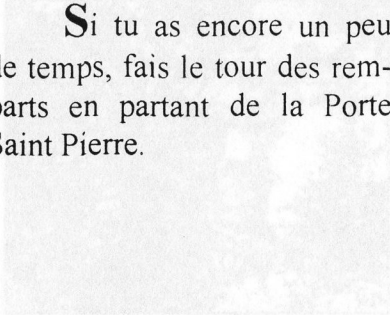 Si tu as encore un peu
de temps, fais le tour des rem-
parts en partant de la Porte
Saint Pierre.